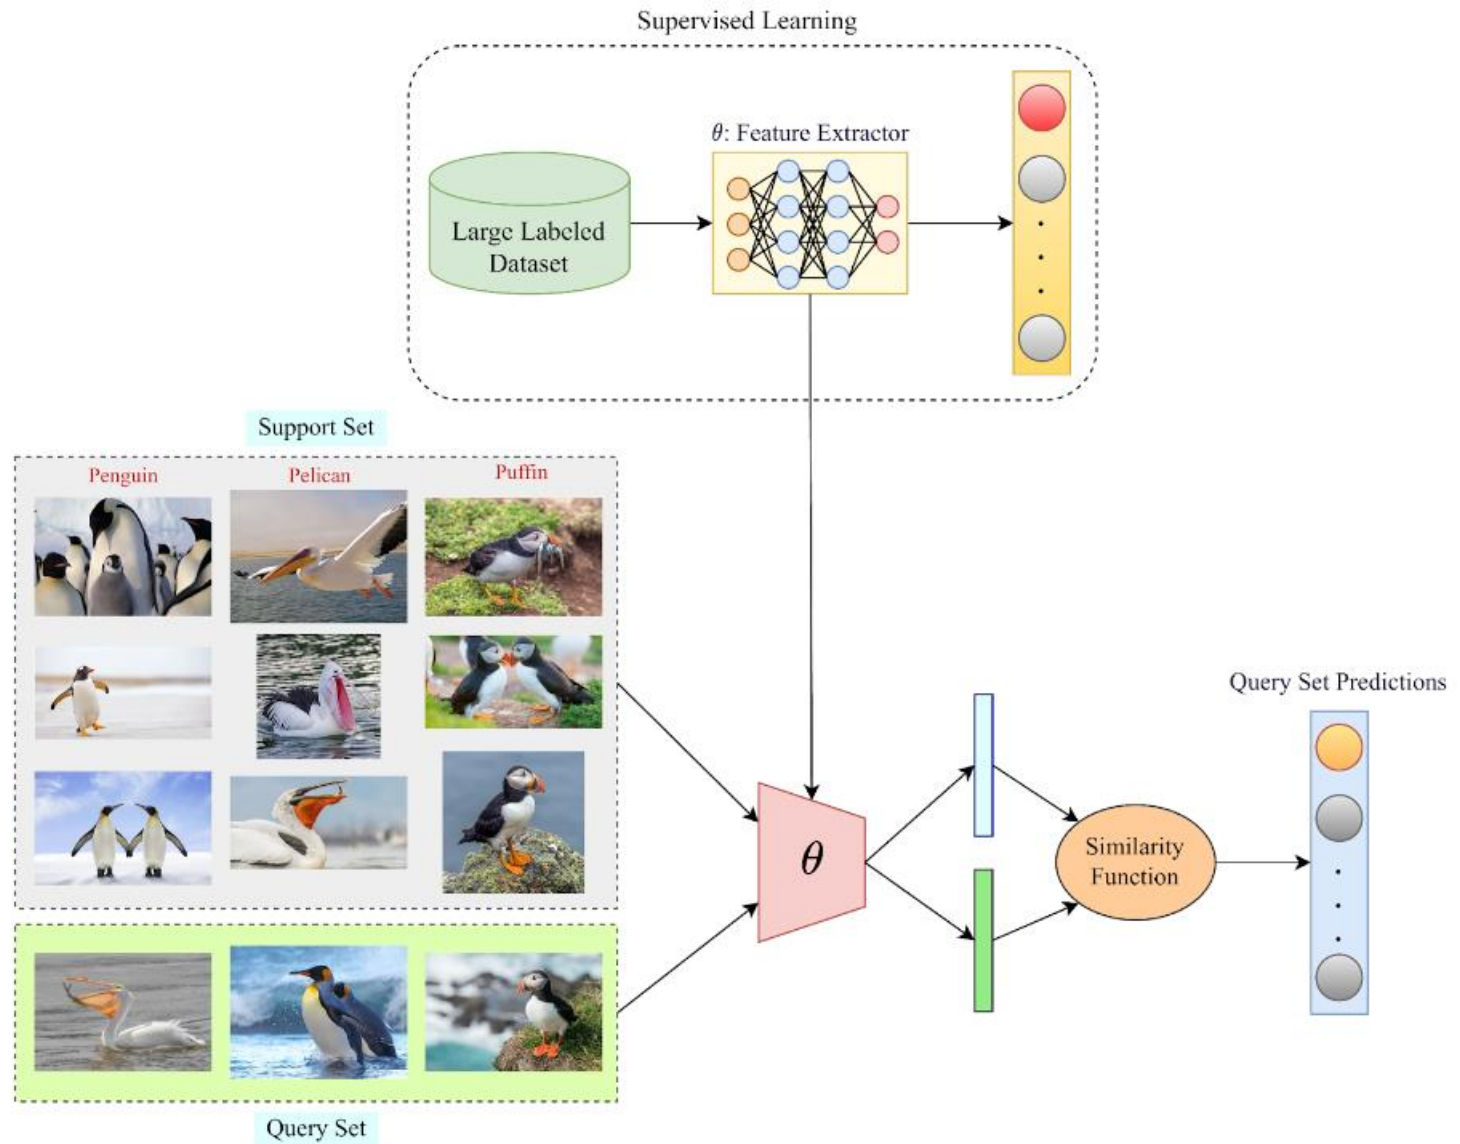 Supervised Learning
θ: Feature Extractor
Large Labeled
Dataset
Support Set
Penguin
Pelican
Puffin
Query Set Predictions
θ
Similarity
Function
Query Set